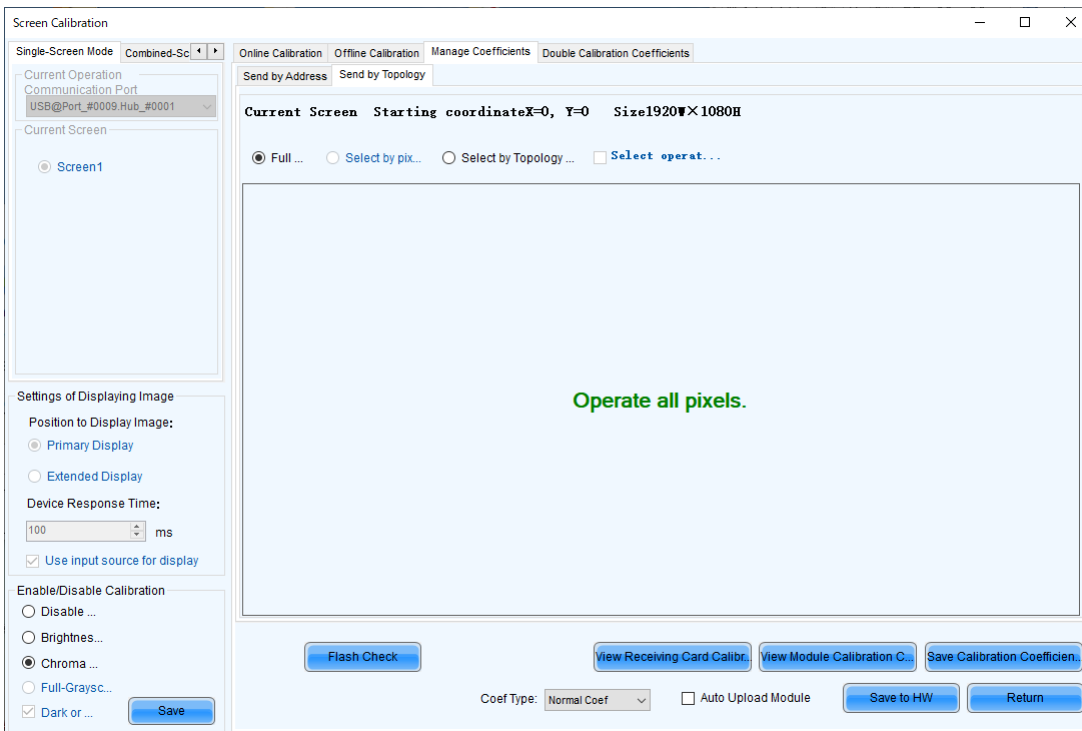 Screen Calibration
Single-Screen Mode
Combined-Sc
Online Calibration
Offline Calibration
Manage Coefficients
Double Calibration Coefficients
Send by Address
Send by Topology
Current Operation
Communication Port
USB@Port_#0009.Hub_#0001
Current Screen
Screen1
Current Screen Starting coordinateX=0, Y=0 Size1920W×1080H
Full ...
Select by pix...
Select by Topology ...
Select operat...
Operate all pixels.
Settings of Displaying Image
Position to Display Image:
Primary Display
Extended Display
Device Response Time:
100
ms
Use input source for display
Enable/Disable Calibration
Disable ...
Brightnes...
Chroma ...
Full-Graysc...
Dark or ...
Save
Flash Check
View Receiving Card Calibr...
View Module Calibration C...
Save Calibration Coefficien...
Coef Type:
Normal Coef
Auto Upload Module
Save to HW
Return